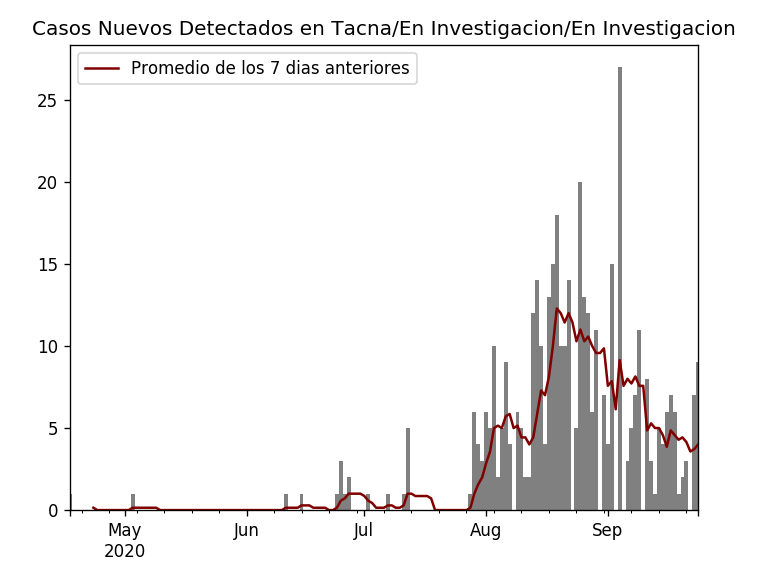 Casos Nuevos Detectados en Tacna/En Investigacion/En Investigacion
Promedio de los 7 dias anteriores
25
20
15
10
5
0
May Jun Jul Aug Sep
2020